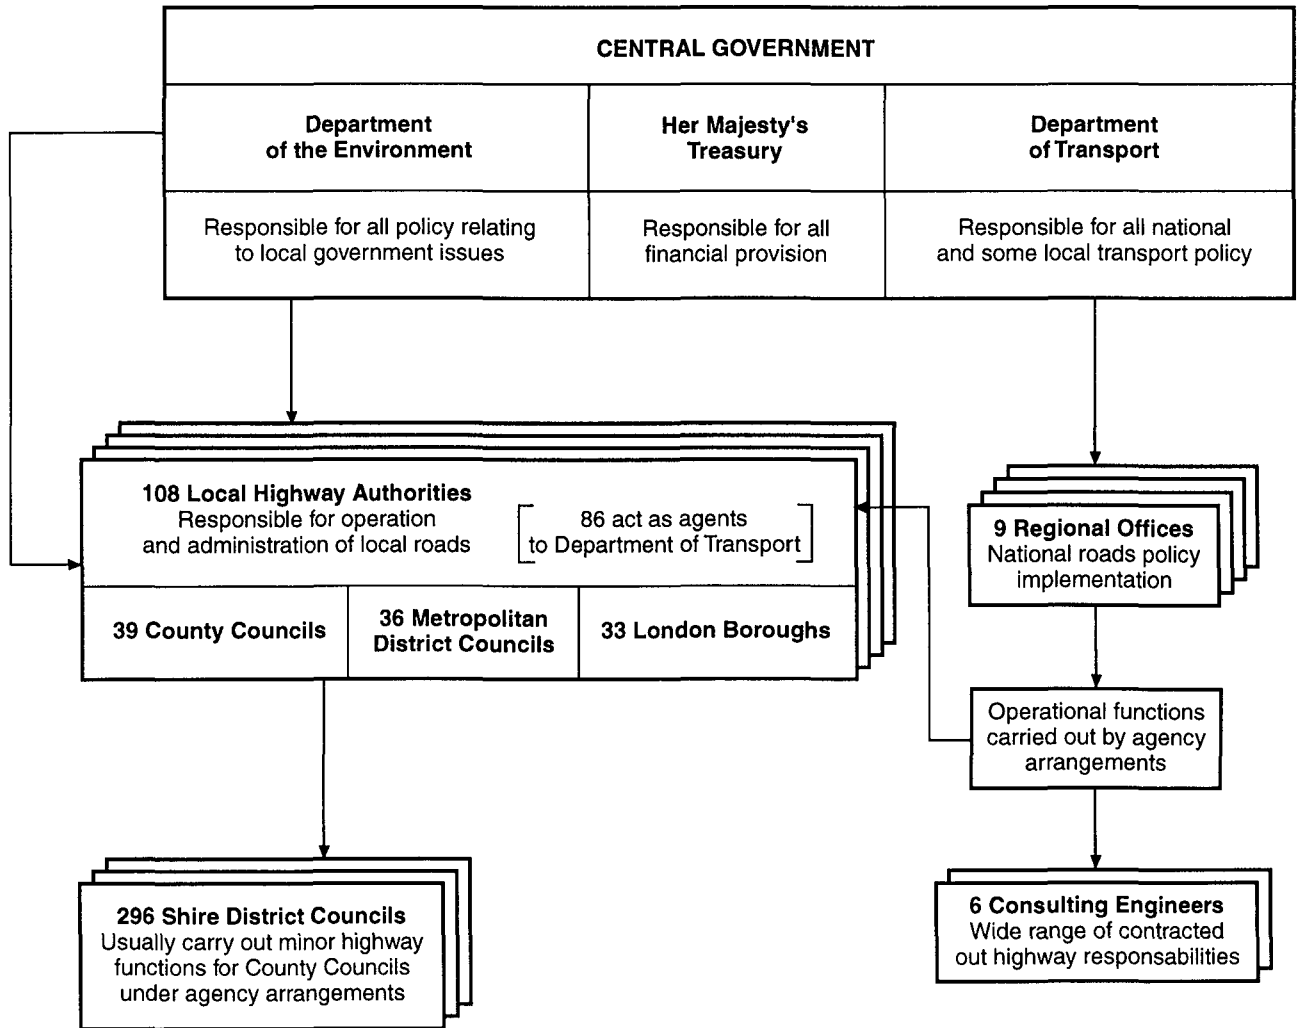 CENTRAL GOVERNMENT
Department
of the Environment
Her Majesty's
Treasury
Department
of Transport
Responsible for all policy relating
to local government issues
Responsible for all
financial provision
Responsible for all national
and some local transport policy
108 Local Highway Authorities
Responsible for operation
and administration of local roads
86 act as agents
to Department of Transport
39 County Councils
36 Metropolitan
District Councils
33 London Boroughs
9 Regional Offices
National roads policy
implementation
Operational functions
carried out by agency
arrangements
296 Shire District Councils
Usually carry out minor highway
functions for County Councils
under agency arrangements
6 Consulting Engineers
Wide range of contracted
out highway responsabilities